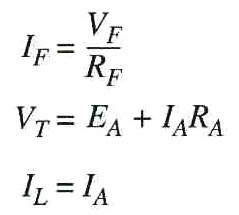 I_F = V_F / R_F
V_T = E_A + I_A R_A
I_L = I_A